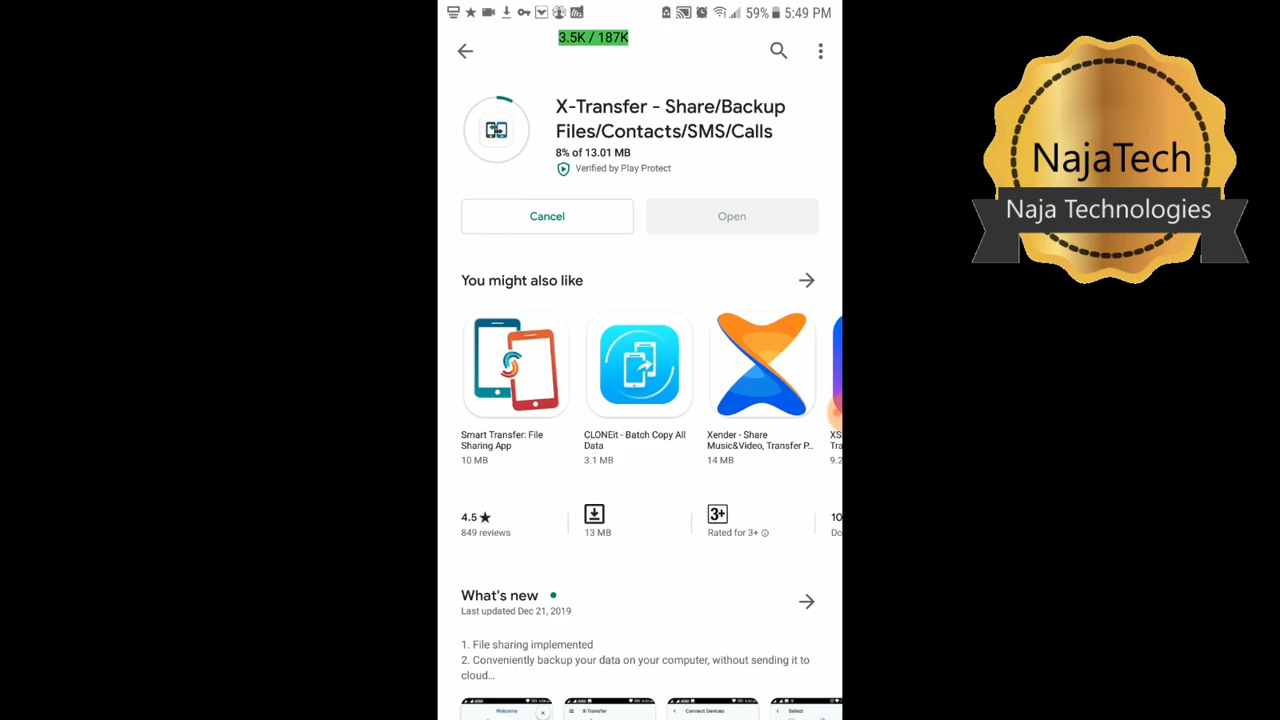 59% 5:49 PM
3.5K / 187K
X-Transfer - Share/Backup
Files/Contacts/SMS/Calls
8% of 13.01 MB
Verified by Play Protect
Cancel
Open
You might also like
Smart Transfer: File
Sharing App
10 MB
CLONEit - Batch Copy All
Data
3.1 MB
Xender - Share
Music&Video, Transfer P...
14 MB
XS
Tra
9.2
4.5★
849 reviews
13 MB
3+
Rated for 3+
10
Do
What's new
Last updated Dec 21, 2019
1. File sharing implemented
2. Conveniently backup your data on your computer, without sending it to
cloud...
Welcome
X-Transfer
Connect Devices
Select
NajaTech
Naja Technologies